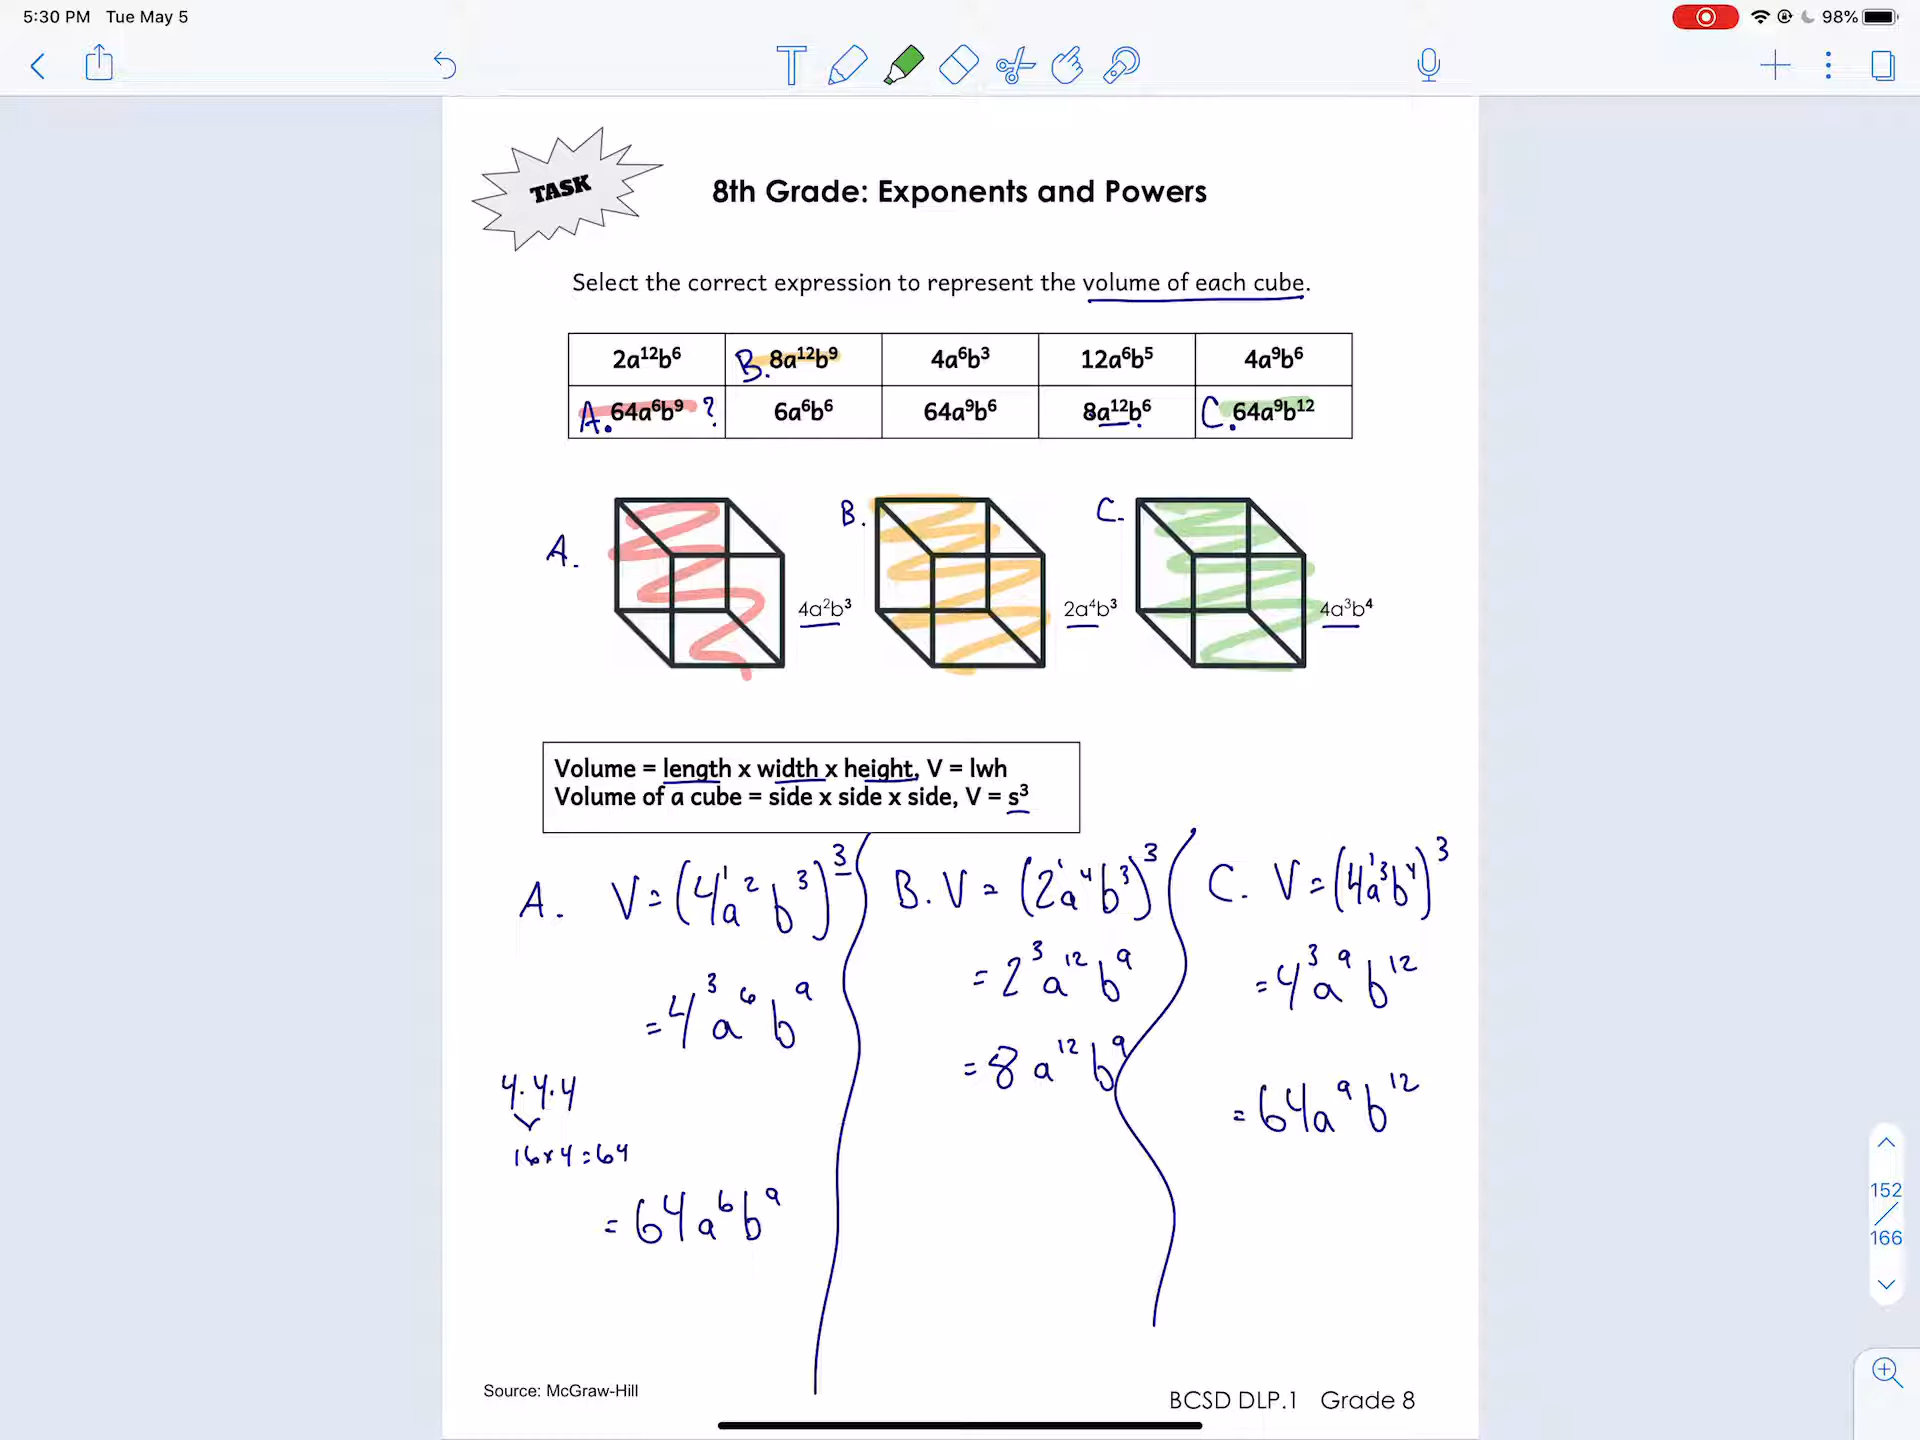 5:30 PM Tue May 5
98%
TASK
8th Grade: Exponents and Powers
Select the correct expression to represent the volume of each cube.
2a¹²b⁶ B. 8a¹²b⁹ 4a⁶b³ 12a⁶b⁵ 4a⁹b⁶
A. 64a⁶b⁹ ? 6a⁶b⁶ 64a⁹b⁶ 8a¹²b⁶ C. 64a⁹b¹²
A. 4a²b³ B. 2a⁴b³ C. 4a³b⁴
Volume = length x width x height, V = lwh
Volume of a cube = side x side x side, V = s³
A. V = (4¹a²b³)³ B. V = (2¹a⁴b³)³ C. V = (4¹a³b⁴)³
= 4³a⁶b⁹ = 2³a¹²b⁹ = 4³a⁹b¹²
= 8a¹²b⁹
4·4·4
= 64a⁹b¹²
16x4=64
= 64a⁶b⁹
152
/
166
Source: McGraw-Hill
BCSD DLP.1 Grade 8